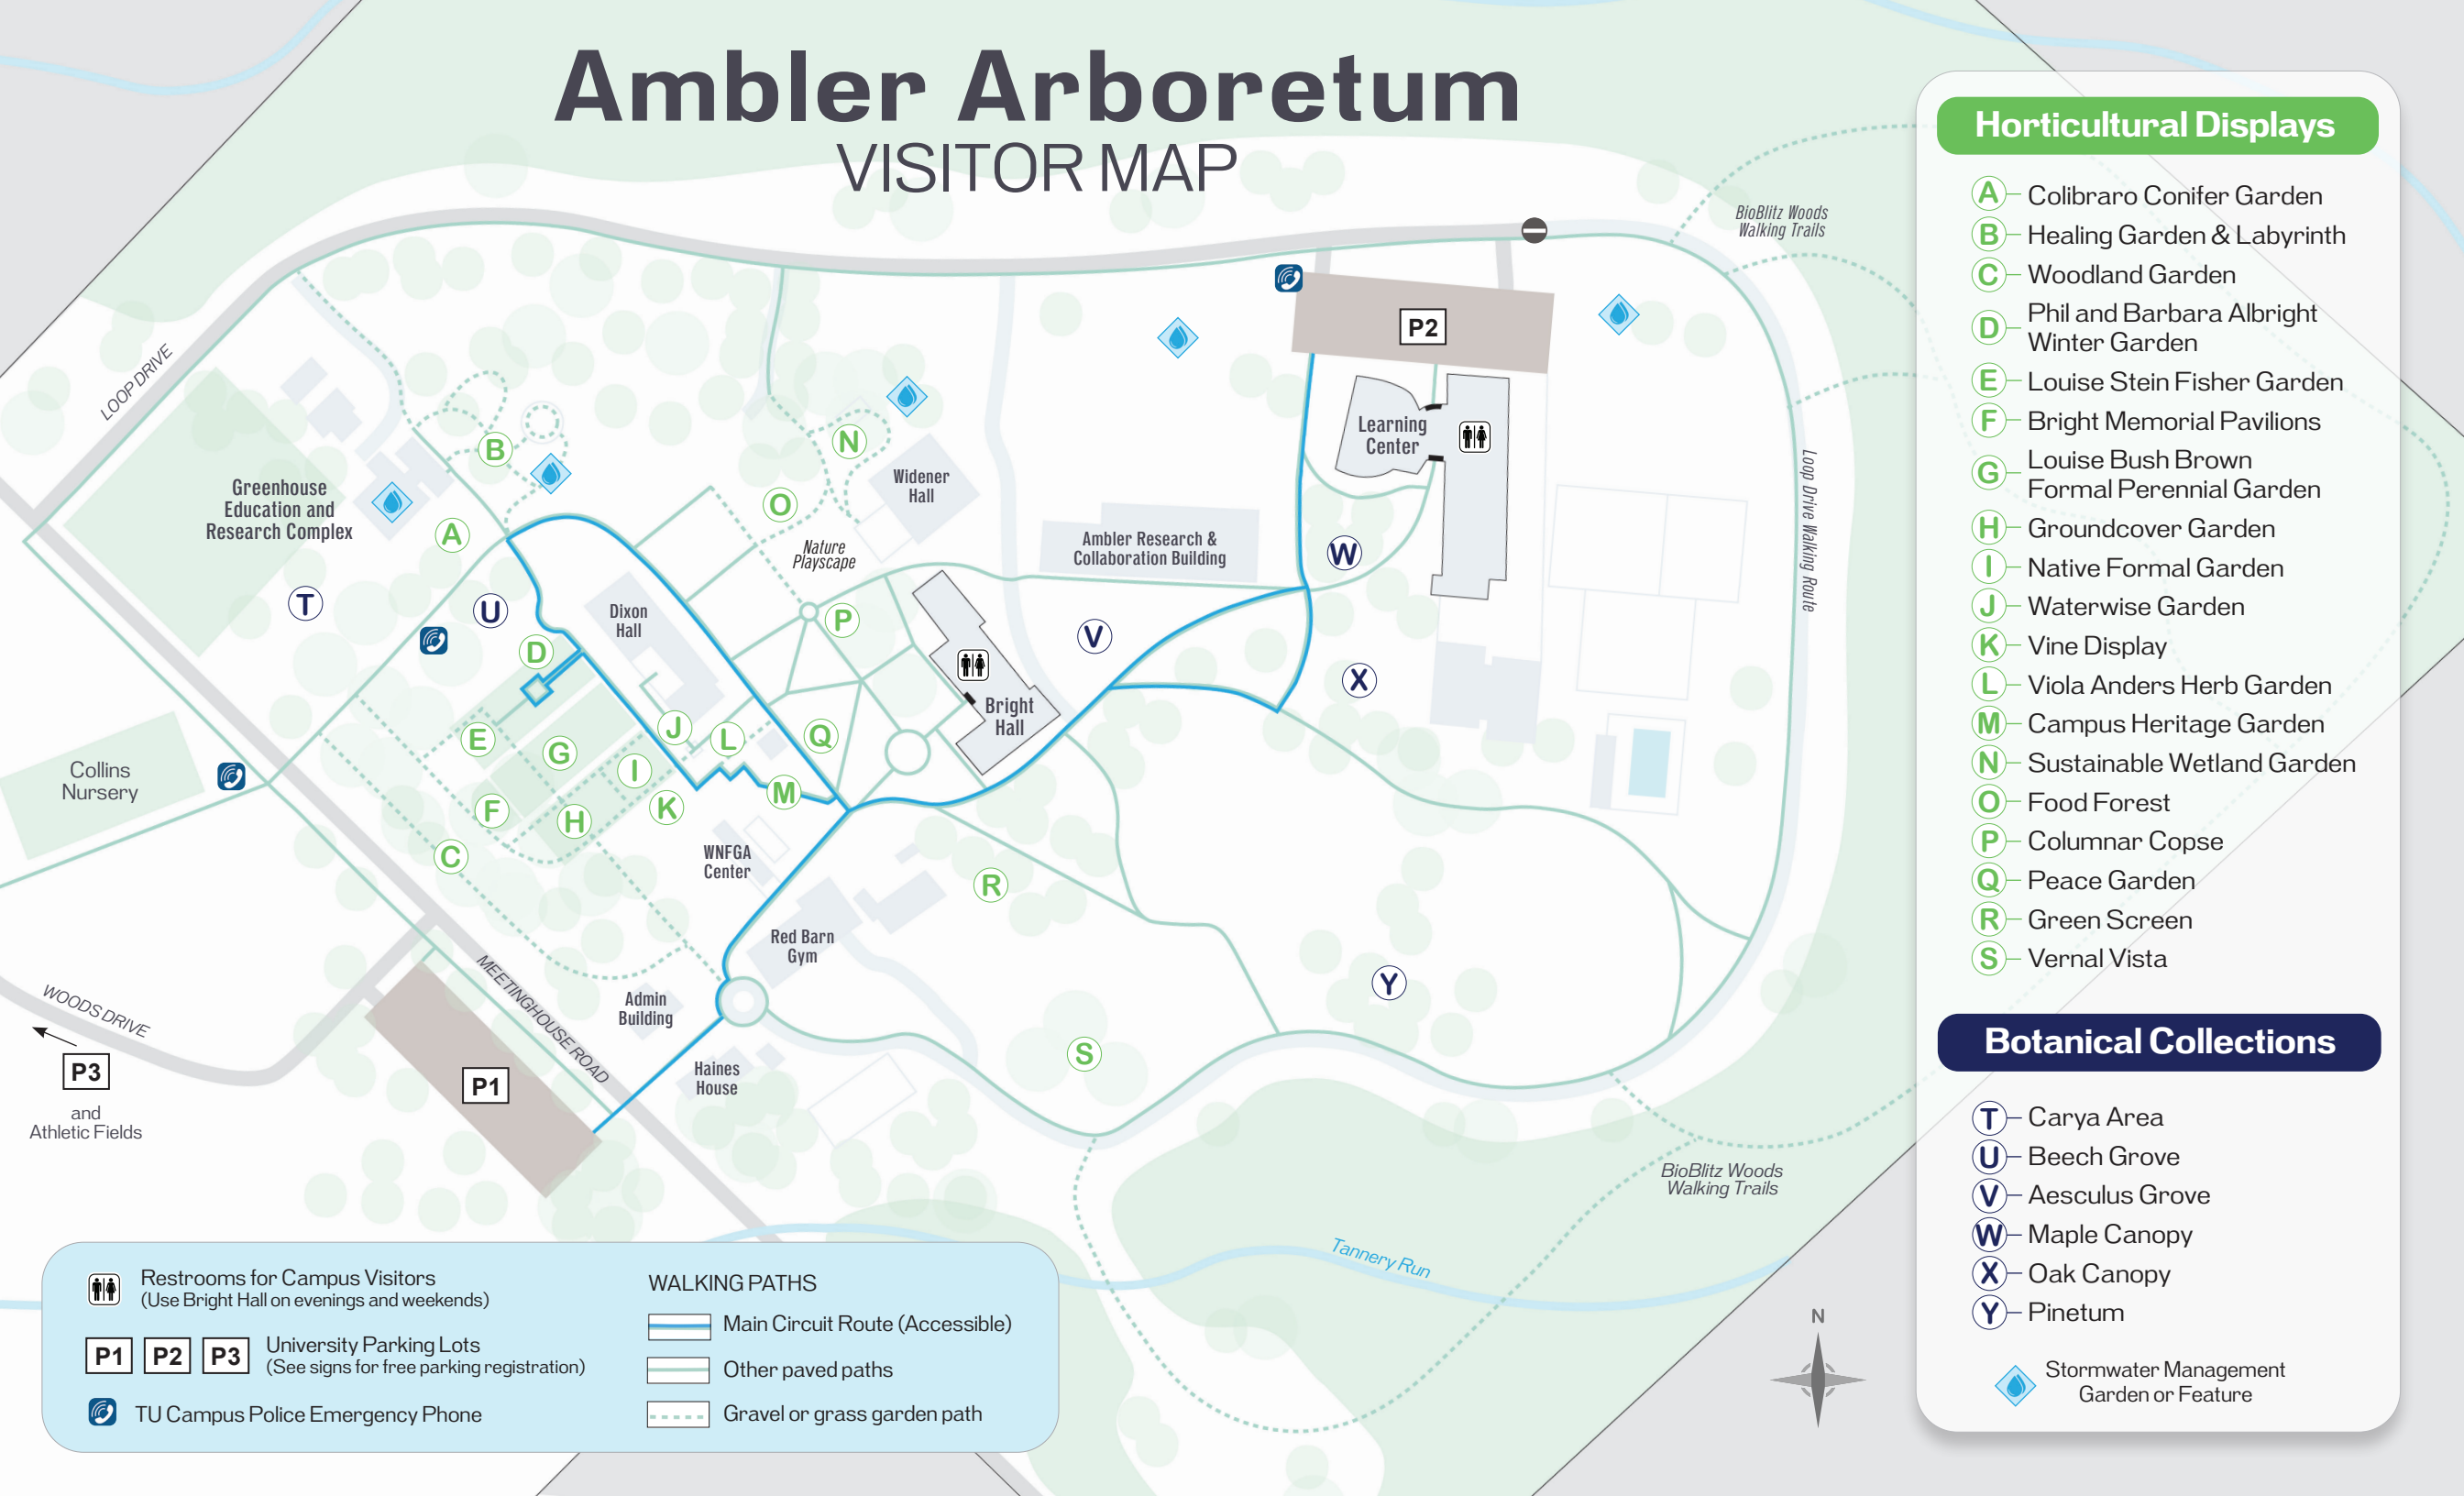 Ambler Arboretum
VISITOR MAP
BioBlitz Woods
Walking Trails
LOOP DRIVE
P2
Learning
Center
B
N
Widener
Hall
Greenhouse
Education and
Research Complex
A
O
Nature
Playscape
Ambler Research &
Collaboration Building
W
Loop Drive Walking Route
T
U
Dixon
Hall
P
V
D
X
Bright
Hall
E
G
J
L
Q
I
Collins
Nursery
F
H
K
M
C
WNFGA
Center
R
Red Barn
Gym
Y
WOODS DRIVE
MEETINGHOUSE ROAD
Admin
Building
S
P3
and
Athletic Fields
P1
Haines
House
BioBlitz Woods
Walking Trails
Tannery Run
N
Restrooms for Campus Visitors
(Use Bright Hall on evenings and weekends)
P1 P2 P3 University Parking Lots
(See signs for free parking registration)
TU Campus Police Emergency Phone
WALKING PATHS
Main Circuit Route (Accessible)
Other paved paths
Gravel or grass garden path
Horticultural Displays
A Colibraro Conifer Garden
B Healing Garden & Labyrinth
C Woodland Garden
D Phil and Barbara Albright
Winter Garden
E Louise Stein Fisher Garden
F Bright Memorial Pavilions
G Louise Bush Brown
Formal Perennial Garden
H Groundcover Garden
I Native Formal Garden
J Waterwise Garden
K Vine Display
L Viola Anders Herb Garden
M Campus Heritage Garden
N Sustainable Wetland Garden
O Food Forest
P Columnar Copse
Q Peace Garden
R Green Screen
S Vernal Vista
Botanical Collections
T Carya Area
U Beech Grove
V Aesculus Grove
W Maple Canopy
X Oak Canopy
Y Pinetum
Stormwater Management
Garden or Feature